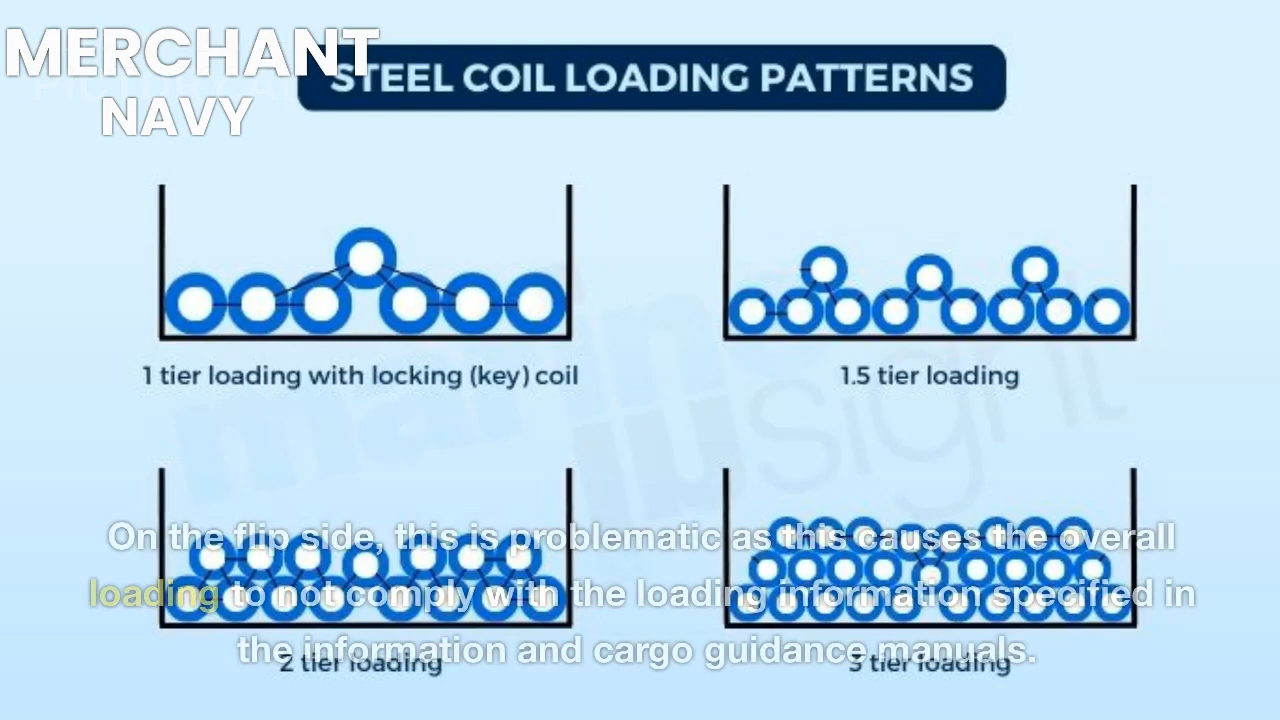 MERCHANT
NAVY
STEEL COIL LOADING PATTERNS
1 tier loading with locking (key) coil
1.5 tier loading
On the flip side, this is problematic as this causes the overall
loading to not comply with the loading information specified in
the information and cargo guidance manuals.
2 tier loading
3 tier loading
marine
insight